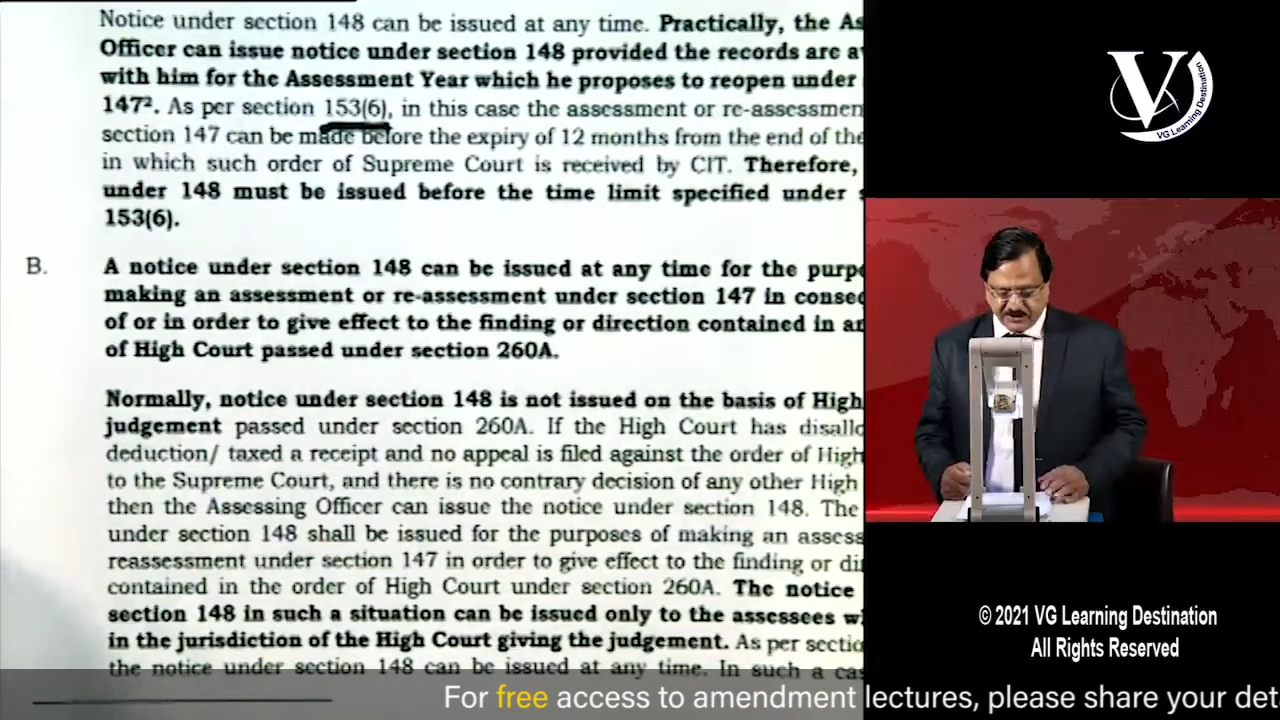 Notice under section 148 can be issued at any time. Practically, the
Officer can issue notice under section 148 provided the records are
with him for the Assessment Year which he proposes to reopen under
147². As per section 153(6), in this case the assessment or
section 147 can be made before the expiry of 12 months from the end of the
in which such order of Supreme Court is received by CIT. Therefore,
under 148 must be issued before the time limit specified under
153(6).
B.
A notice under section 148 can be issued at any time for the
making an assessment or re-assessment under section 147 in
of or in order to give effect to the finding or direction contained in
of High Court passed under section 260A.
Normally, notice under section 148 is not issued on the basis of High
judgement passed under section 260A. If the High Court has
deduction/ taxed a receipt and no appeal is filed against the order of High
to the Supreme Court, and there is no contrary decision of any other High
then the Assessing Officer can issue the notice under section 148. The
under section 148 shall be issued for the purposes of making an
reassessment under section 147 in order to give effect to the finding or
contained in the order of High Court under section 260A. The notice
section 148 in such a situation can be issued only to the assessees
in the jurisdiction of the High Court giving the judgement. As per
the notice under section 148 can be issued at any time. In such a
V
VG Learning Destination
© 2021 VG Learning Destination
All Rights Reserved
For free access to amendment lectures, please share your det